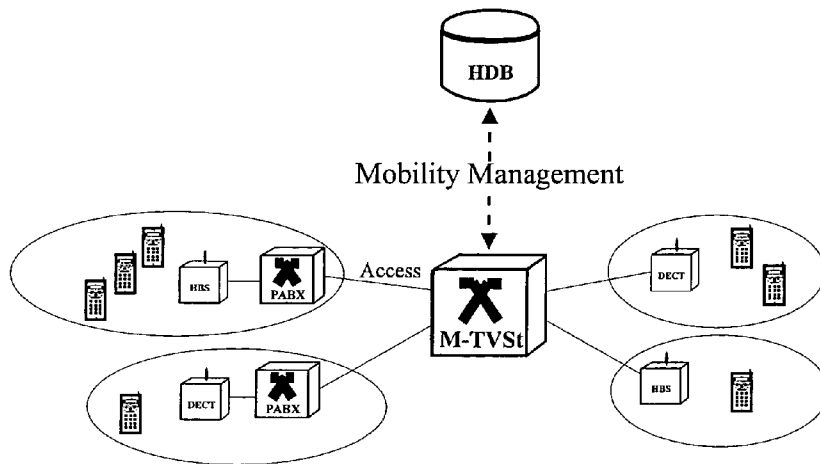 HDB
Mobility Management
Access
HBS
PABX
M-TVSt
DECT
DECT
PABX
HBS